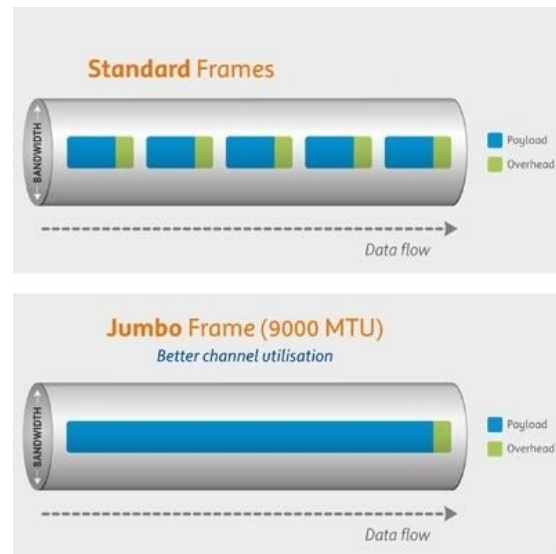 Standard Frames
BANDWIDTH
Payload
Overhead
Data flow
Jumbo Frame (9000 MTU)
Better channel utilisation
BANDWIDTH
Payload
Overhead
Data flow